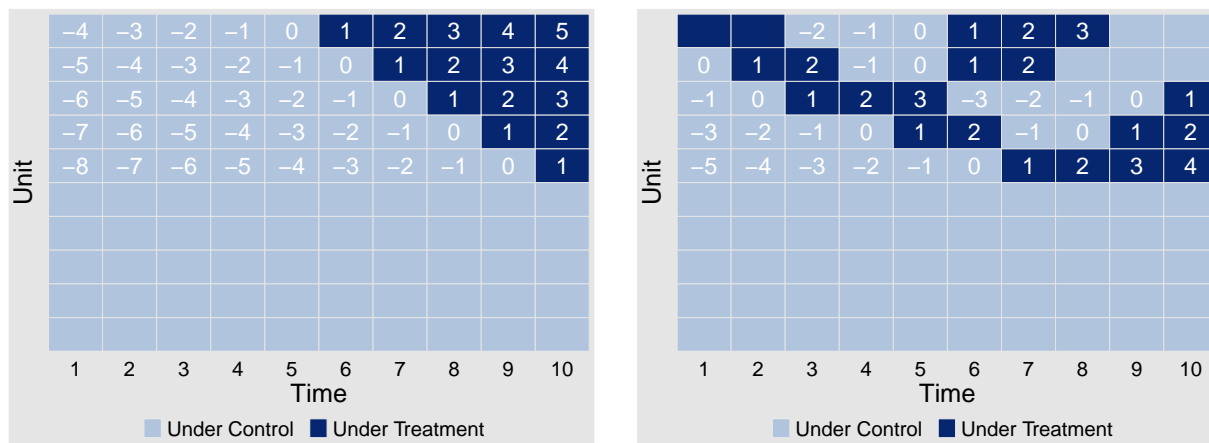 −4 −3 −2 −1 0 1 2 3 4 5
−5 −4 −3 −2 −1 0 1 2 3 4
−6 −5 −4 −3 −2 −1 0 1 2 3
−7 −6 −5 −4 −3 −2 −1 0 1 2
−8 −7 −6 −5 −4 −3 −2 −1 0 1
Unit
1 2 3 4 5 6 7 8 9 10
Time
Under Control Under Treatment
−2 −1 0 1 2 3
0 1 2 −1 0 1 2
−1 0 1 2 3 −3 −2 −1 0 1
−3 −2 −1 0 1 2 −1 0 1 2
−5 −4 −3 −2 −1 0 1 2 3 4
Unit
1 2 3 4 5 6 7 8 9 10
Time
Under Control Under Treatment